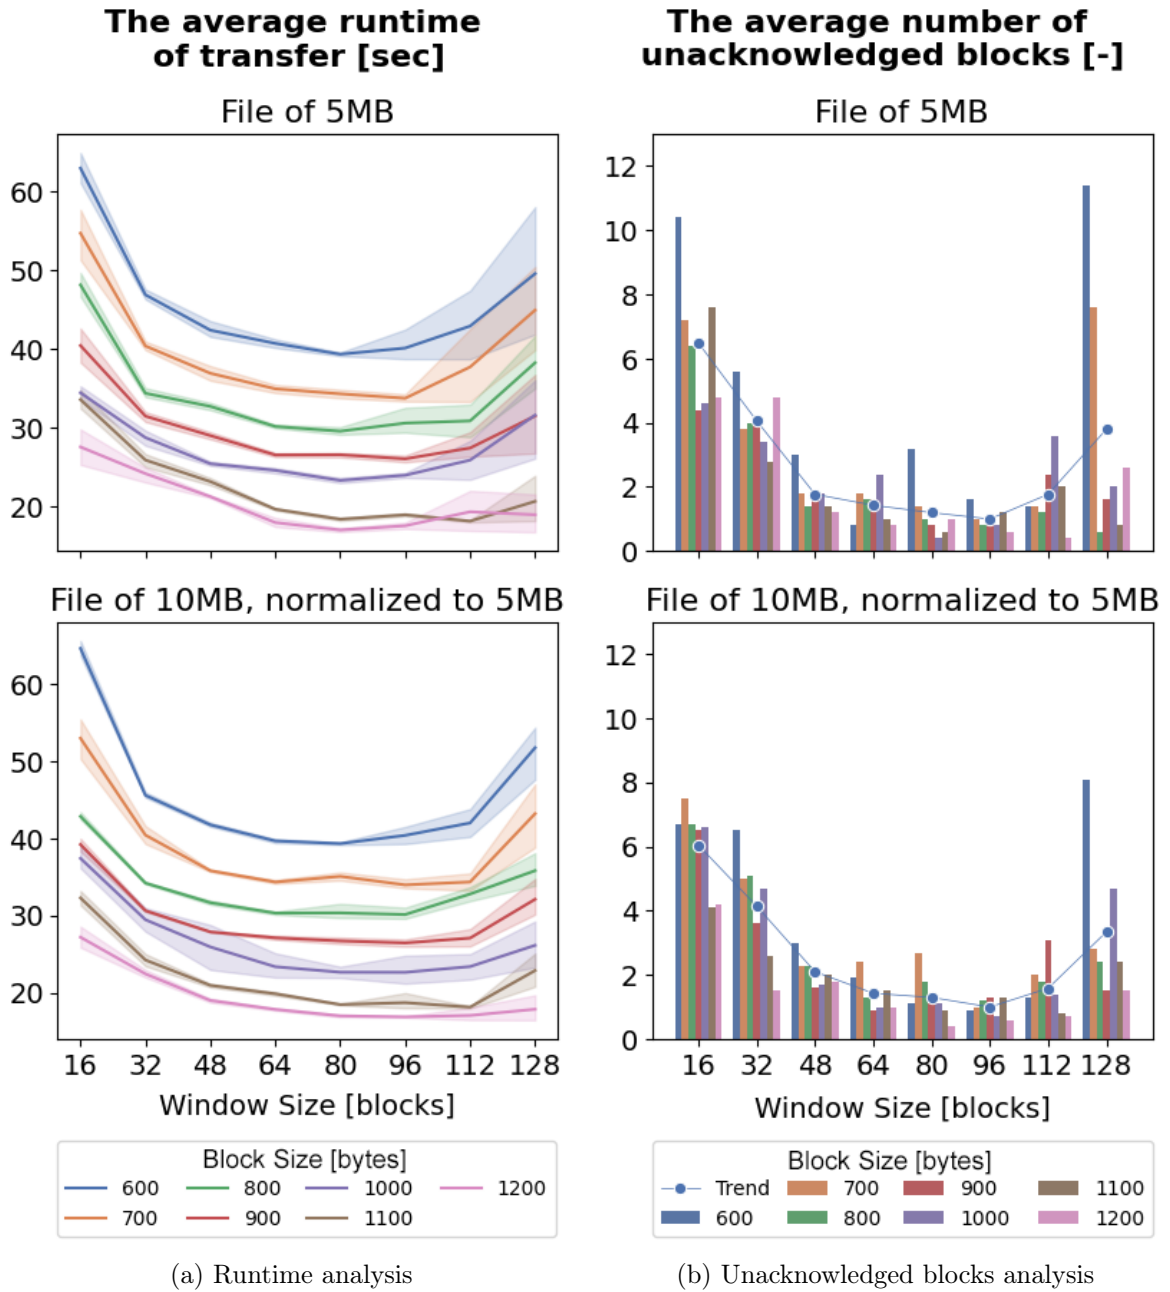 The average runtime
of transfer [sec]
File of 5MB
60
50
40
30
20
File of 10MB, normalized to 5MB
60
50
40
30
20
16 32 48 64 80 96 112 128
Window Size [blocks]
Block Size [bytes]
600 800 1000 1200
700 900 1100
(a) Runtime analysis
The average number of
unacknowledged blocks [-]
File of 5MB
12
10
8
6
4
2
0
File of 10MB, normalized to 5MB
12
10
8
6
4
2
0
16 32 48 64 80 96 112 128
Window Size [blocks]
Block Size [bytes]
Trend 700 900 1100
600 800 1000 1200
(b) Unacknowledged blocks analysis